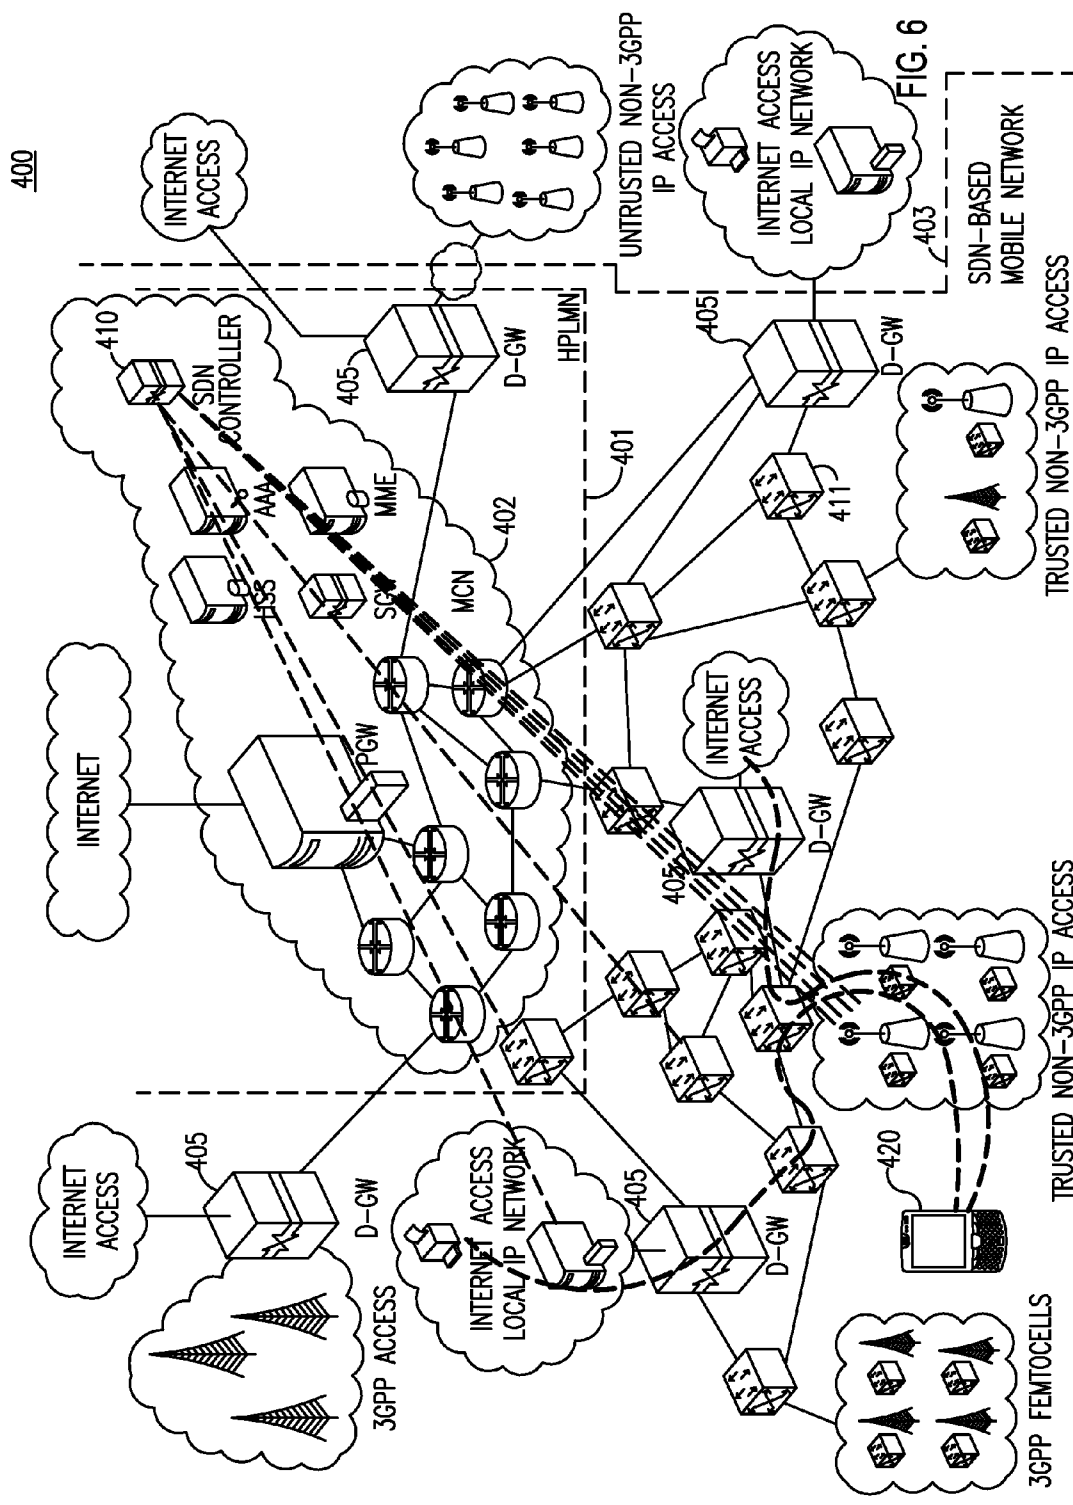 400
INTERNET
ACCESS
UNTRUSTED NON-3GPP
IP ACCESS
INTERNET ACCESS
LOCAL IP NETWORK
FIG. 6
403
SDN-BASED
MOBILE NETWORK
410
SDN
CONTROLLER
405
D-GW
HPLMN
405
D-GW
AAA
MME
401
411
TRUSTED NON-3GPP IP ACCESS
HSS
402
MCN
INTERNET
PGW
INTERNET
ACCESS
405
D-GW
INTERNET
ACCESS
405
D-GW
3GPP ACCESS
INTERNET ACCESS
LOCAL IP NETWORK
405
D-GW
420
TRUSTED NON-3GPP IP ACCESS
3GPP FEMTOCELLS